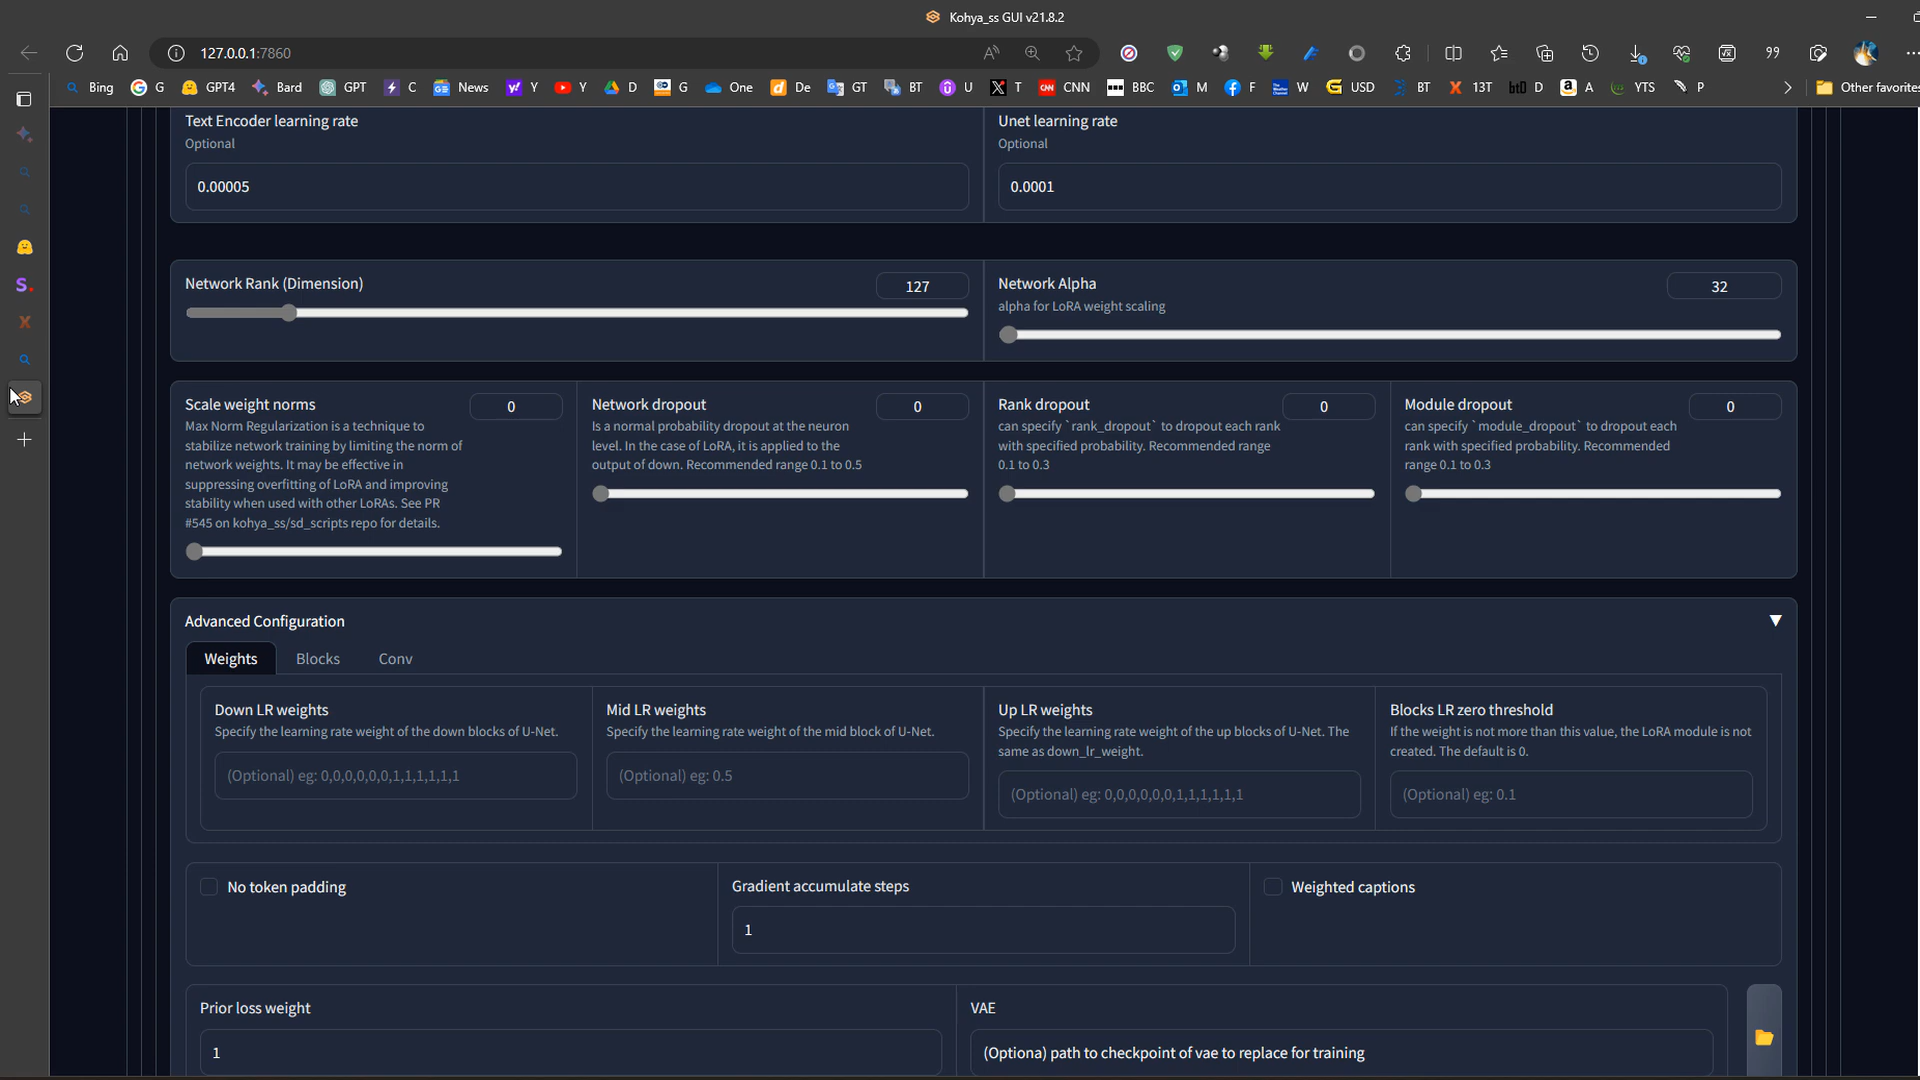 Kohya_ss GUI v21.8.2
127.0.0.1:7860
Bing G GPT4 Bard GPT C News Y Y D G One De GT BT U T CNN BBC M F W USD BT 13T D A YTS P Other favorites
Text Encoder learning rate
Optional
0.00005
Unet learning rate
Optional
0.0001
Network Rank (Dimension)
127
Network Alpha
alpha for LoRA weight scaling
32
Scale weight norms
0
Max Norm Regularization is a technique to
stabilize network training by limiting the norm of
network weights. It may be effective in
suppressing overfitting of LoRA and improving
stability when used with other LoRAs. See PR
#545 on kohya_ss/sd_scripts repo for details.
Network dropout
0
Is a normal probability dropout at the neuron
level. In the case of LoRA, it is applied to the
output of down. Recommended range 0.1 to 0.5
Rank dropout
0
can specify `rank_dropout` to dropout each rank
with specified probability. Recommended range
0.1 to 0.3
Module dropout
0
can specify `module_dropout` to dropout each
rank with specified probability. Recommended
range 0.1 to 0.3
Advanced Configuration
Weights Blocks Conv
Down LR weights
Specify the learning rate weight of the down blocks of U-Net.
(Optional) eg: 0,0,0,0,0,0,1,1,1,1,1,1
Mid LR weights
Specify the learning rate weight of the mid block of U-Net.
(Optional) eg: 0.5
Up LR weights
Specify the learning rate weight of the up blocks of U-Net. The
same as down_lr_weight.
(Optional) eg: 0,0,0,0,0,0,1,1,1,1,1,1
Blocks LR zero threshold
If the weight is not more than this value, the LoRA module is not
created. The default is 0.
(Optional) eg: 0.1
No token padding
Gradient accumulate steps
1
Weighted captions
Prior loss weight
1
VAE
(Optiona) path to checkpoint of vae to replace for training